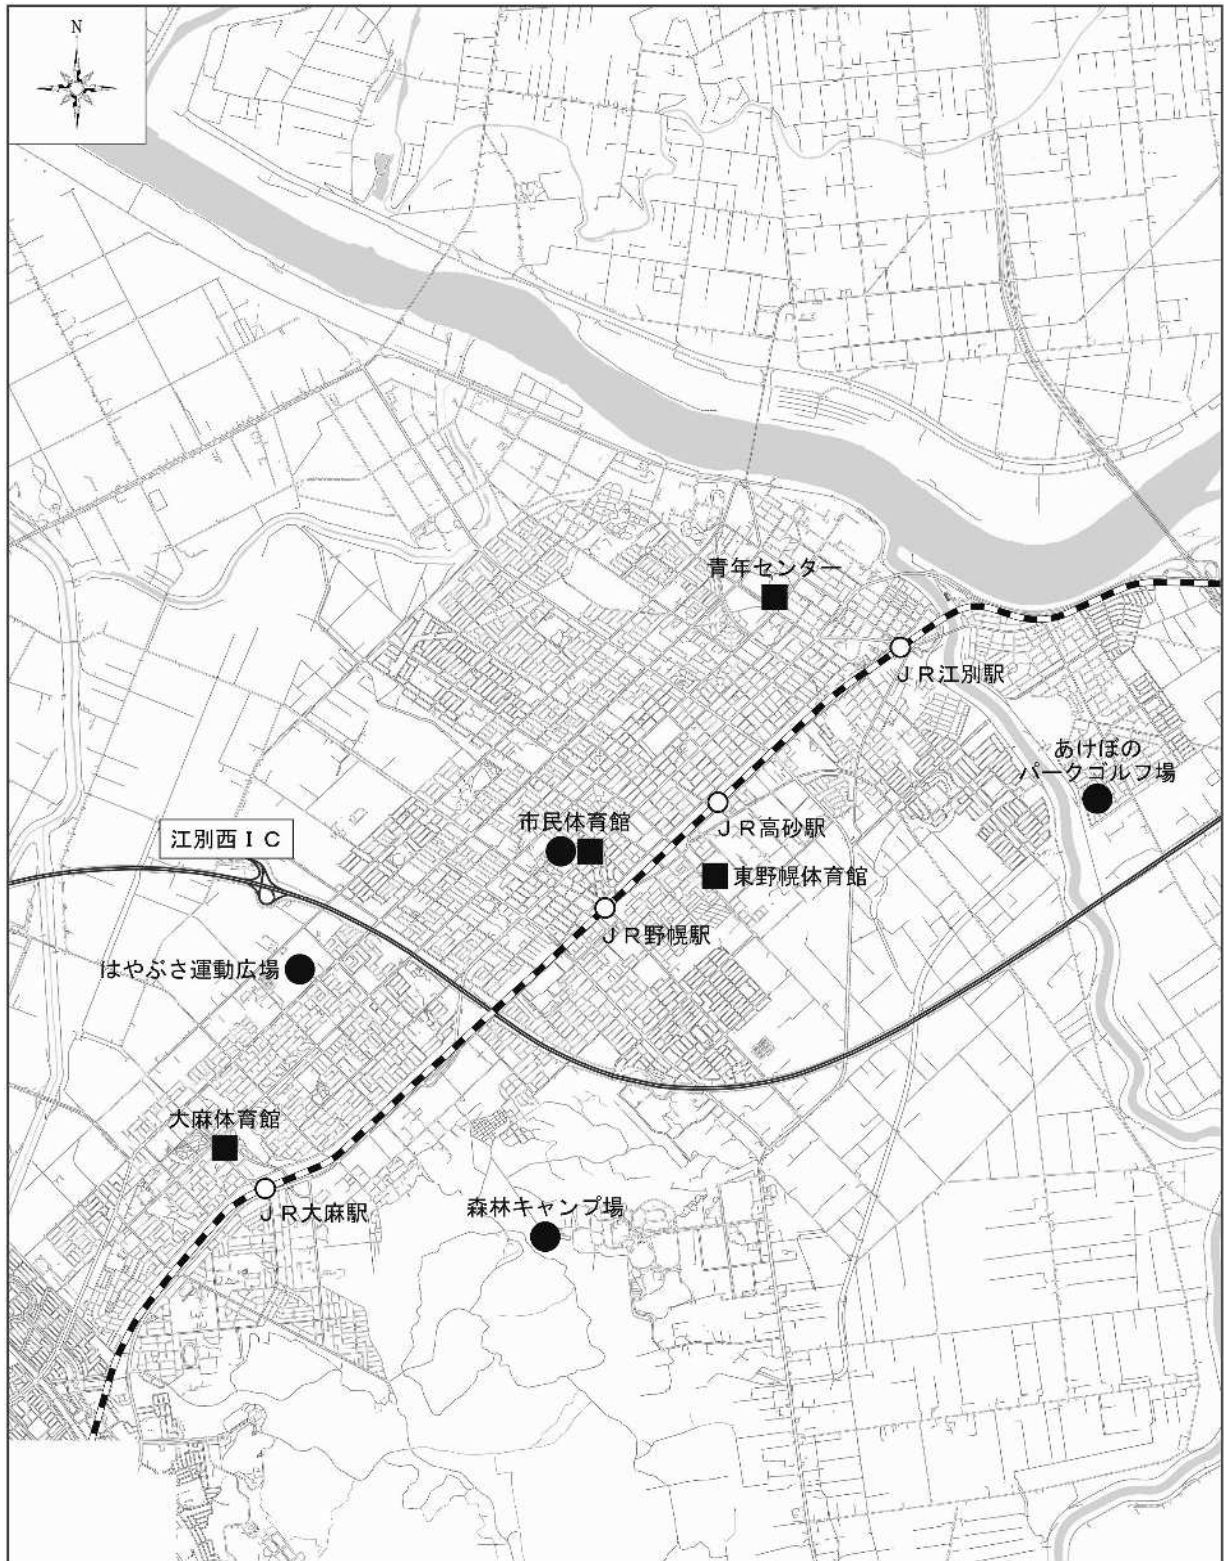 N
青年センター
ＪＲ江別駅
あけぼの
パークゴルフ場
市民体育館
ＪＲ高砂駅
江別西ＩＣ
東野幌体育館
ＪＲ野幌駅
はやぶさ運動広場
大麻体育館
ＪＲ大麻駅
森林キャンプ場